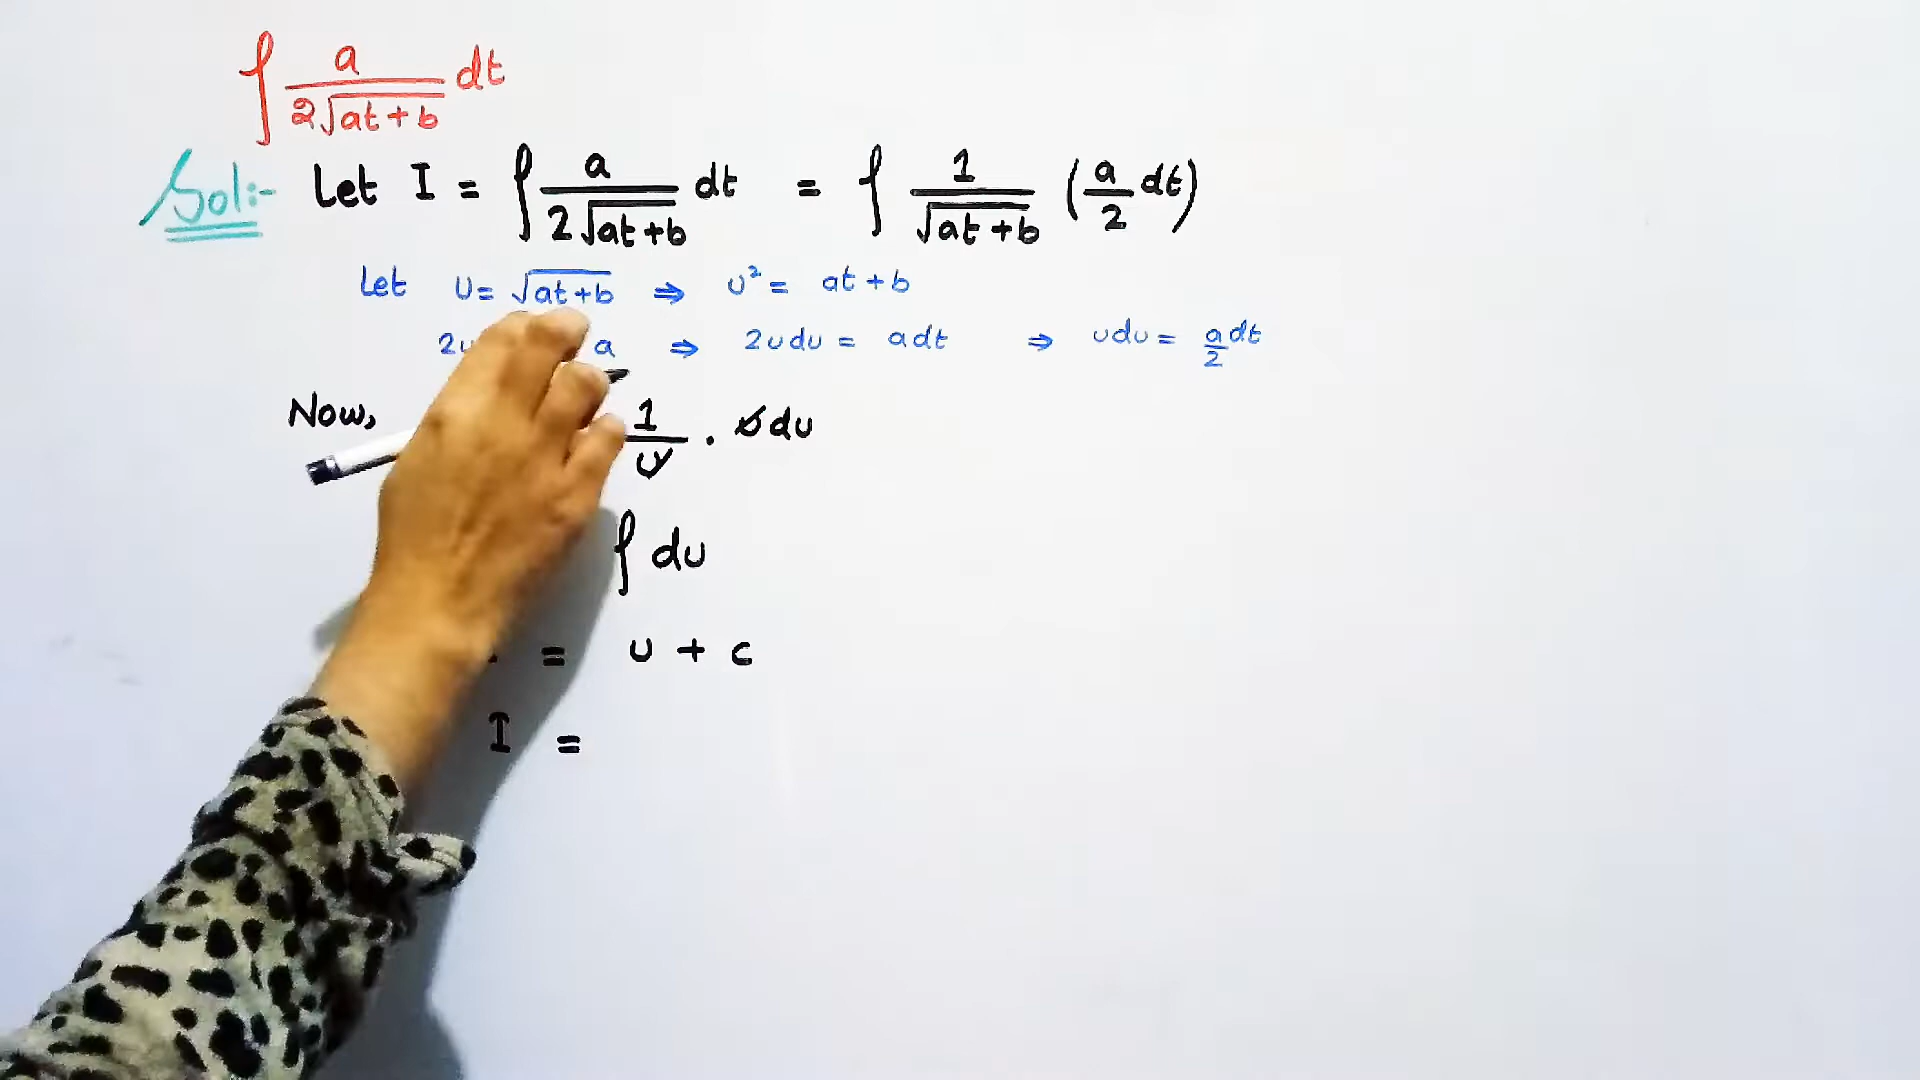 ∫ a/(2√(at+b)) dt
Sol:- Let I = ∫ a/(2√(at+b)) dt = ∫ 1/√(at+b) (a/2 dt)
Let u = √(at+b) ⇒ u² = at + b
2u a ⇒ 2udu = adt ⇒ udu = a/2 dt
Now, 1/u . u du
∫ du
= u + c
I =